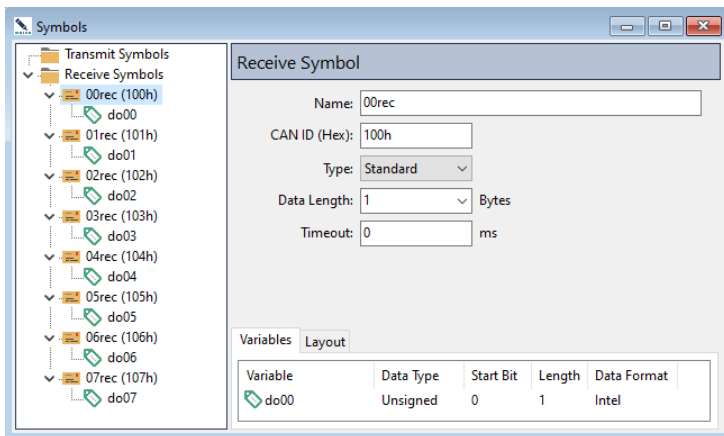 Symbols
Transmit Symbols
Receive Symbols
00rec (100h)
do00
01rec (101h)
do01
02rec (102h)
do02
03rec (103h)
do03
04rec (104h)
do04
05rec (105h)
do05
06rec (106h)
do06
07rec (107h)
do07
Receive Symbol
Name: 00rec
CAN ID (Hex): 100h
Type: Standard
Data Length: 1 Bytes
Timeout: 0 ms
Variables Layout
Variable Data Type Start Bit Length Data Format
do00 Unsigned 0 1 Intel